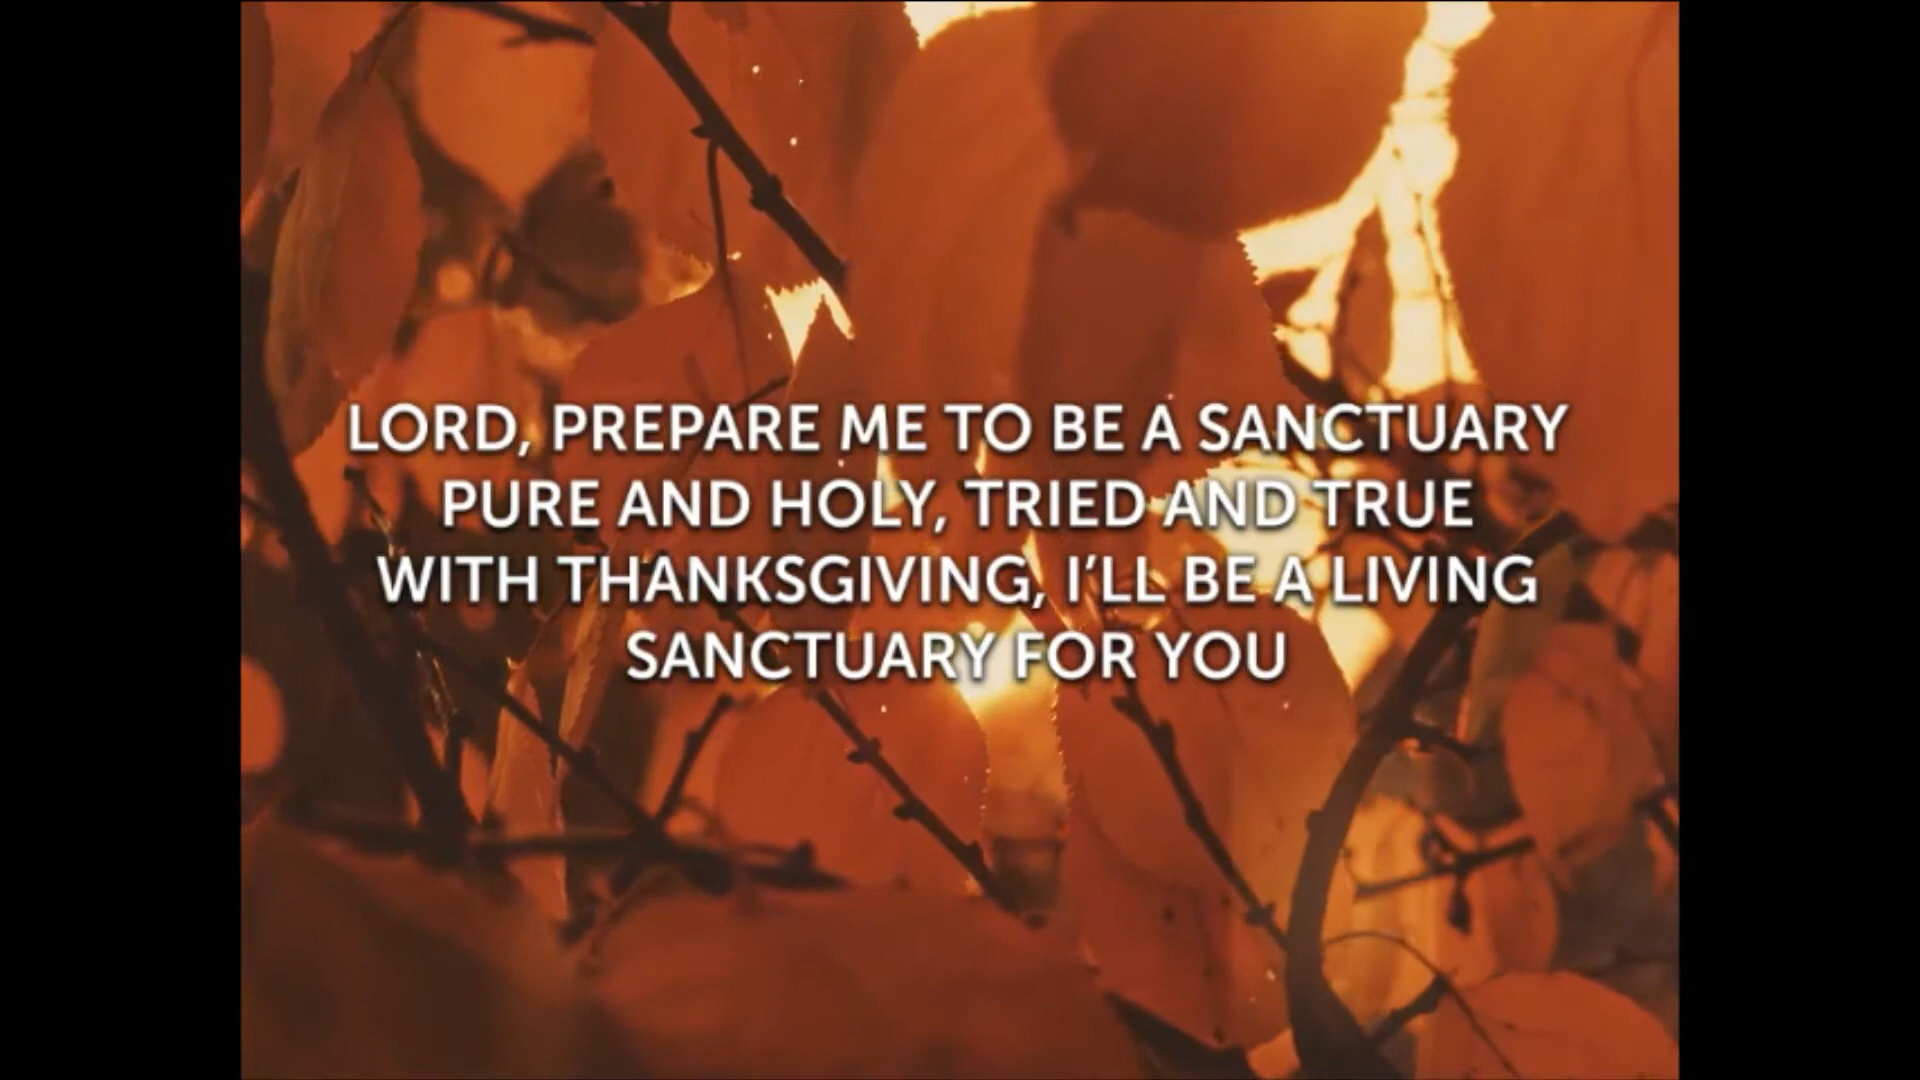 LORD, PREPARE ME TO BE A SANCTUARY
PURE AND HOLY, TRIED AND TRUE
WITH THANKSGIVING, I'LL BE A LIVING
SANCTUARY FOR YOU